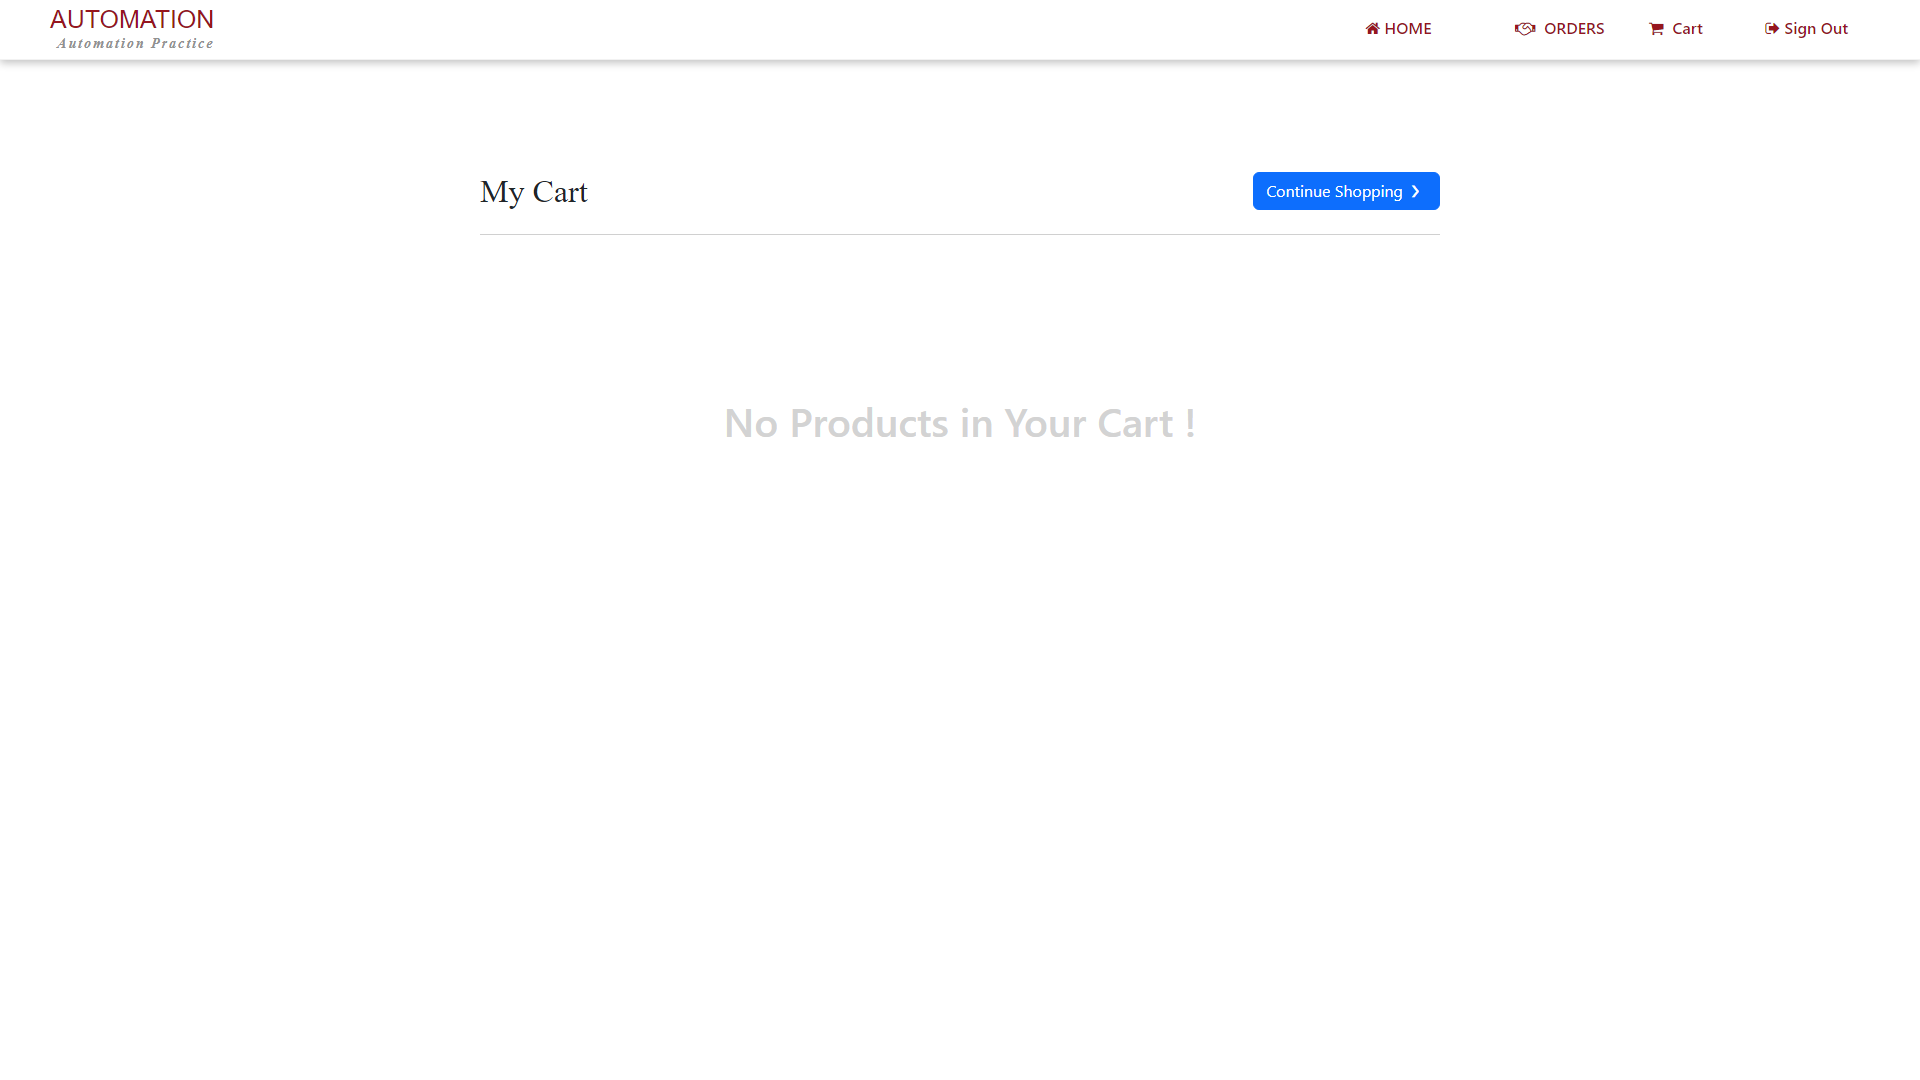 AUTOMATION
Automation Practice
HOME
ORDERS
Cart
Sign Out
My Cart
Continue Shopping
No Products in Your Cart !